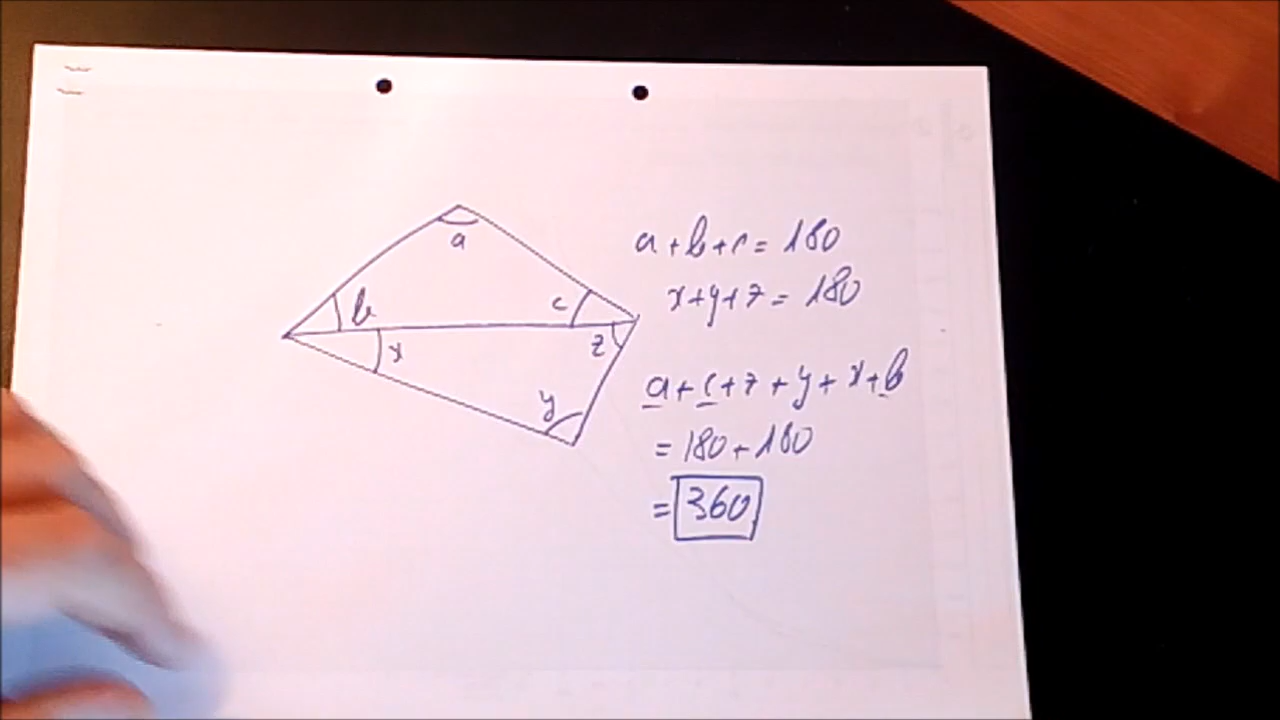 a
b
c
x
z
y
a+b+c= 180
x+y+z= 180
a+c+z+y+x+b
= 180+180
= 360